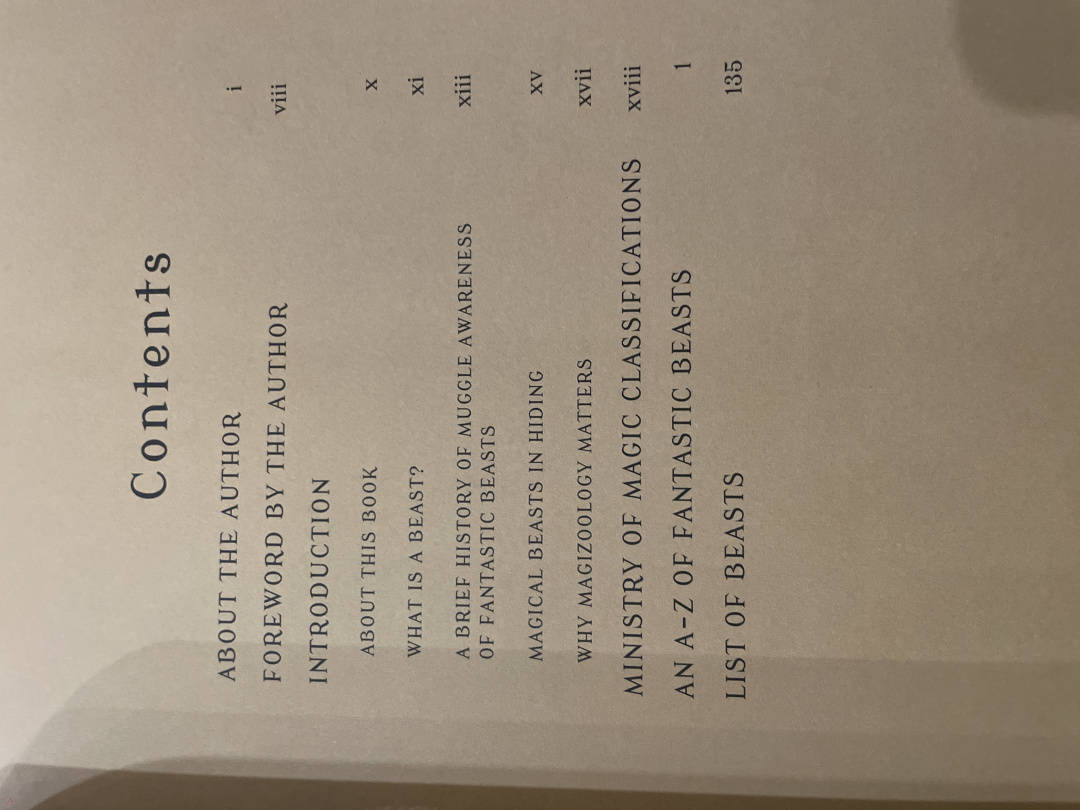 Contents
ABOUT THE AUTHOR i
FOREWORD BY THE AUTHOR viii
INTRODUCTION
ABOUT THIS BOOK x
WHAT IS A BEAST? xi
A BRIEF HISTORY OF MUGGLE AWARENESS
OF FANTASTIC BEASTS xiii
MAGICAL BEASTS IN HIDING xv
WHY MAGIZOOLOGY MATTERS xvii
MINISTRY OF MAGIC CLASSIFICATIONS xviii
AN A-Z OF FANTASTIC BEASTS 1
LIST OF BEASTS 135